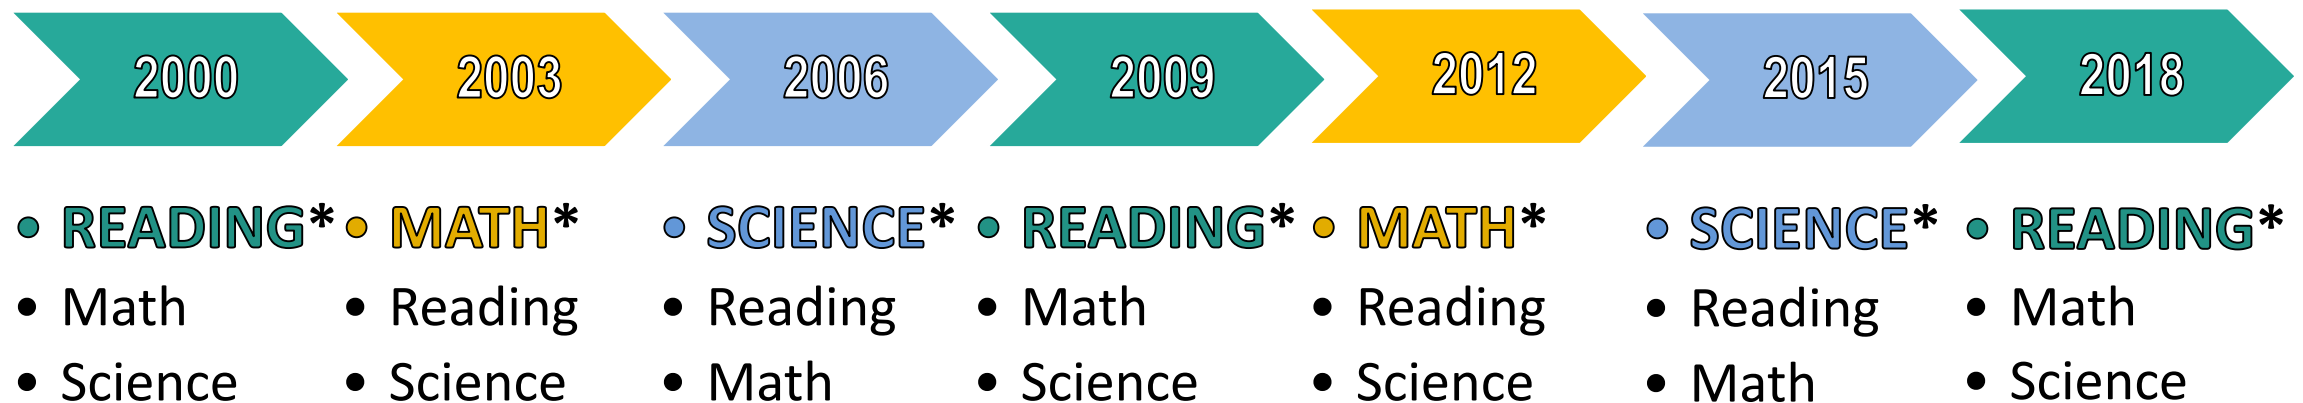 2000 2003 2006 2009 2012 2015 2018
• READING* • MATH* • SCIENCE* • READING* • MATH* • SCIENCE* • READING*
• Math • Reading • Reading • Math • Reading • Reading • Math
• Science • Science • Math • Science • Science • Math • Science